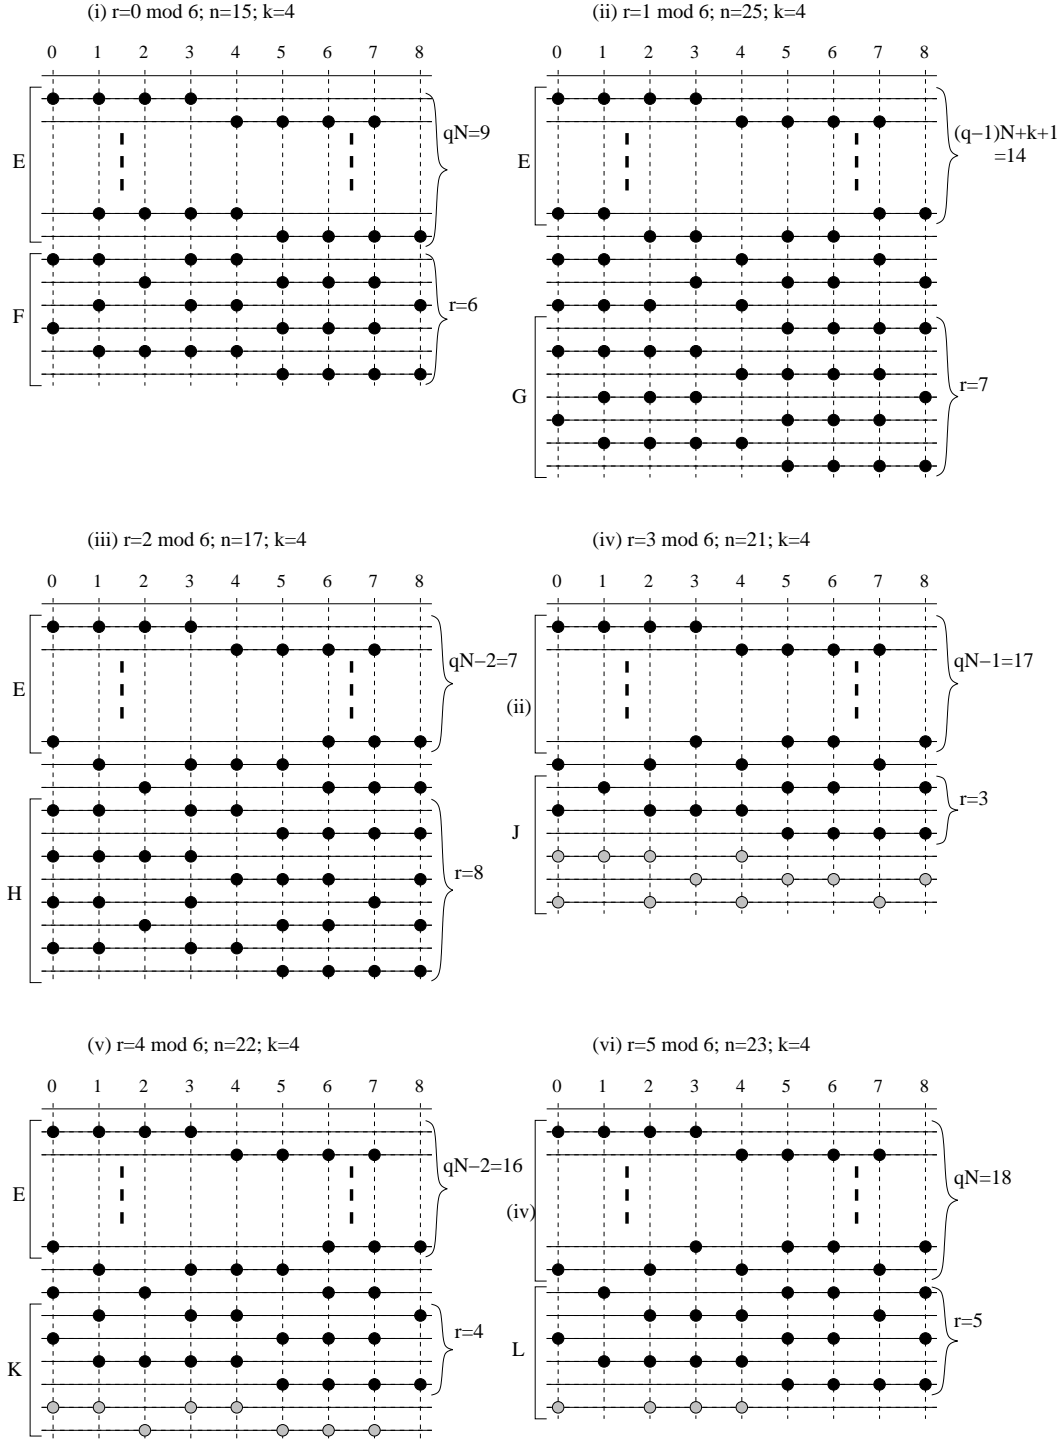 (i) r=0 mod 6; n=15; k=4
0 1 2 3 4 5 6 7 8
E
qN=9
F
r=6
(ii) r=1 mod 6; n=25; k=4
0 1 2 3 4 5 6 7 8
E
(q−1)N+k+1
=14
G
r=7
(iii) r=2 mod 6; n=17; k=4
0 1 2 3 4 5 6 7 8
E
qN−2=7
H
r=8
(iv) r=3 mod 6; n=21; k=4
0 1 2 3 4 5 6 7 8
(ii)
qN−1=17
J
r=3
(v) r=4 mod 6; n=22; k=4
0 1 2 3 4 5 6 7 8
E
qN−2=16
K
r=4
(vi) r=5 mod 6; n=23; k=4
0 1 2 3 4 5 6 7 8
(iv)
qN=18
L
r=5